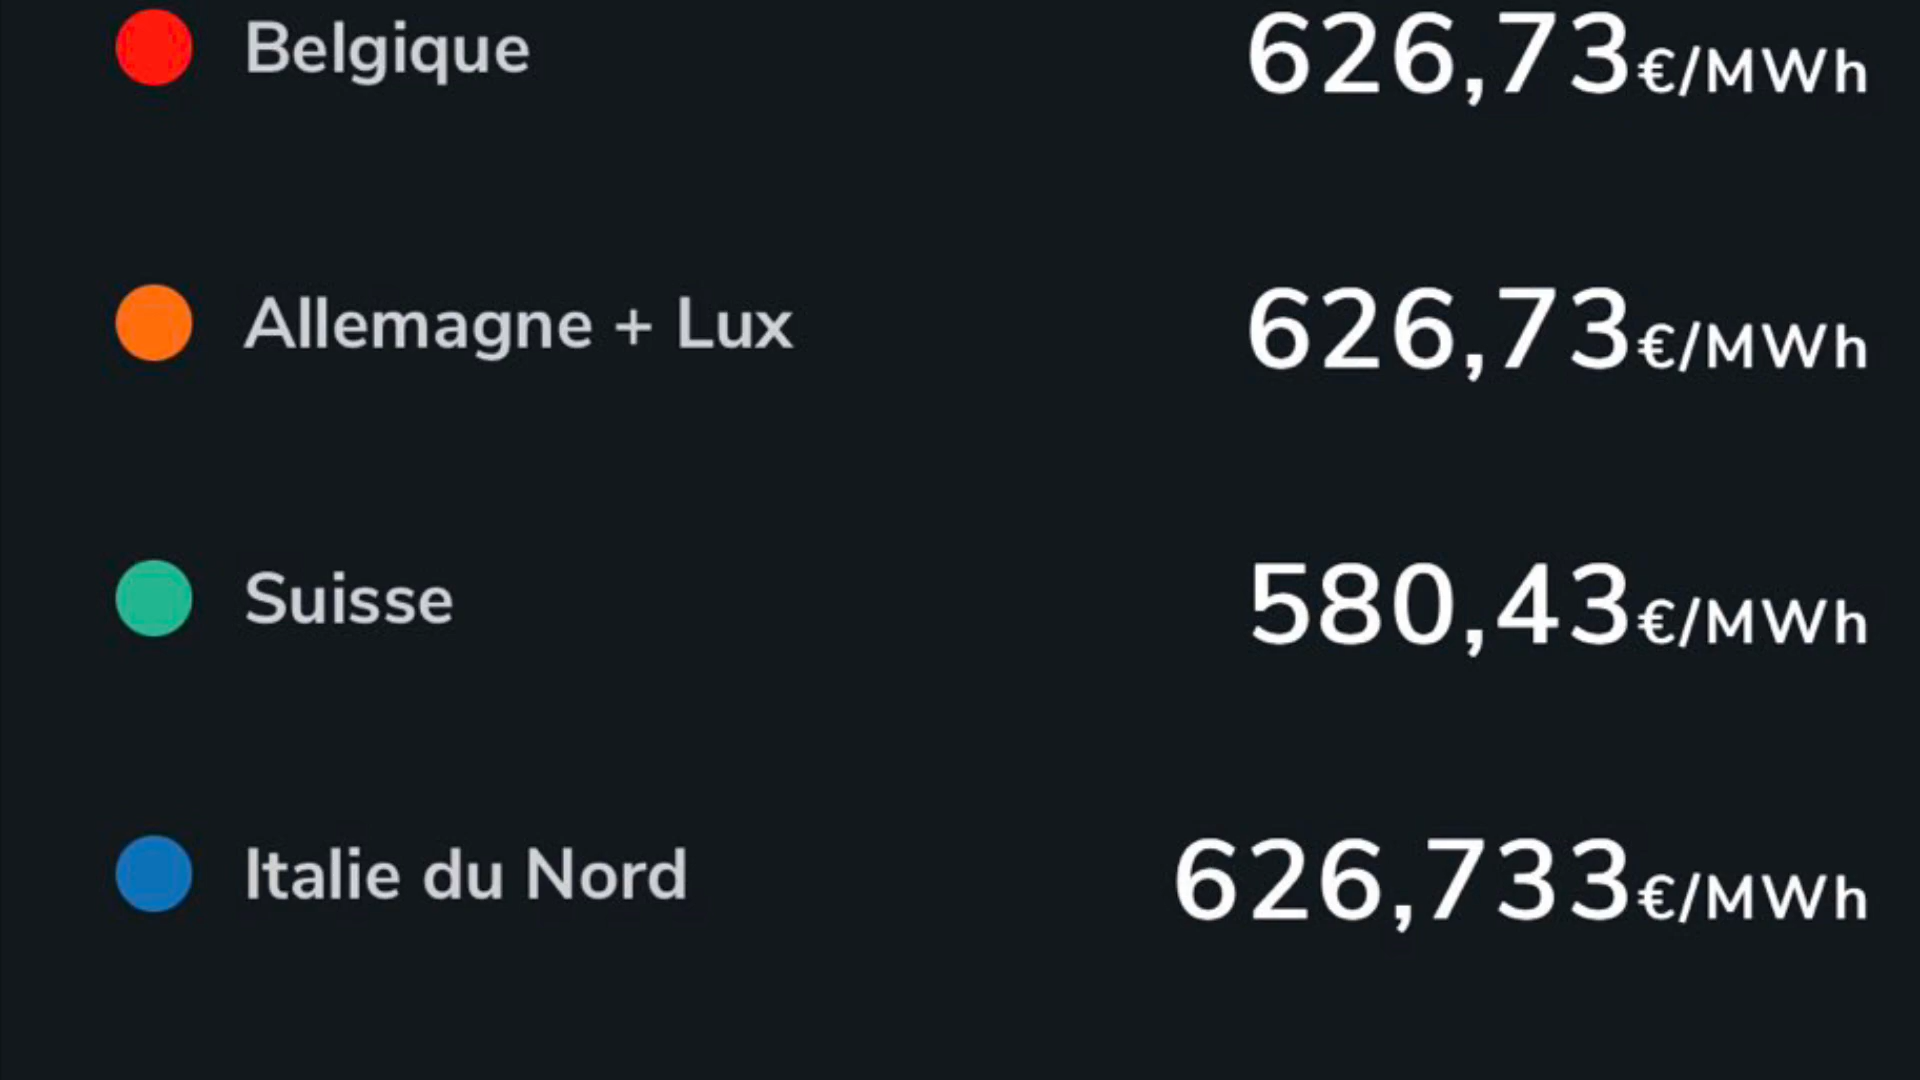 Belgique 626,73€/MWh
Allemagne + Lux 626,73€/MWh
Suisse 580,43€/MWh
Italie du Nord 626,733€/MWh